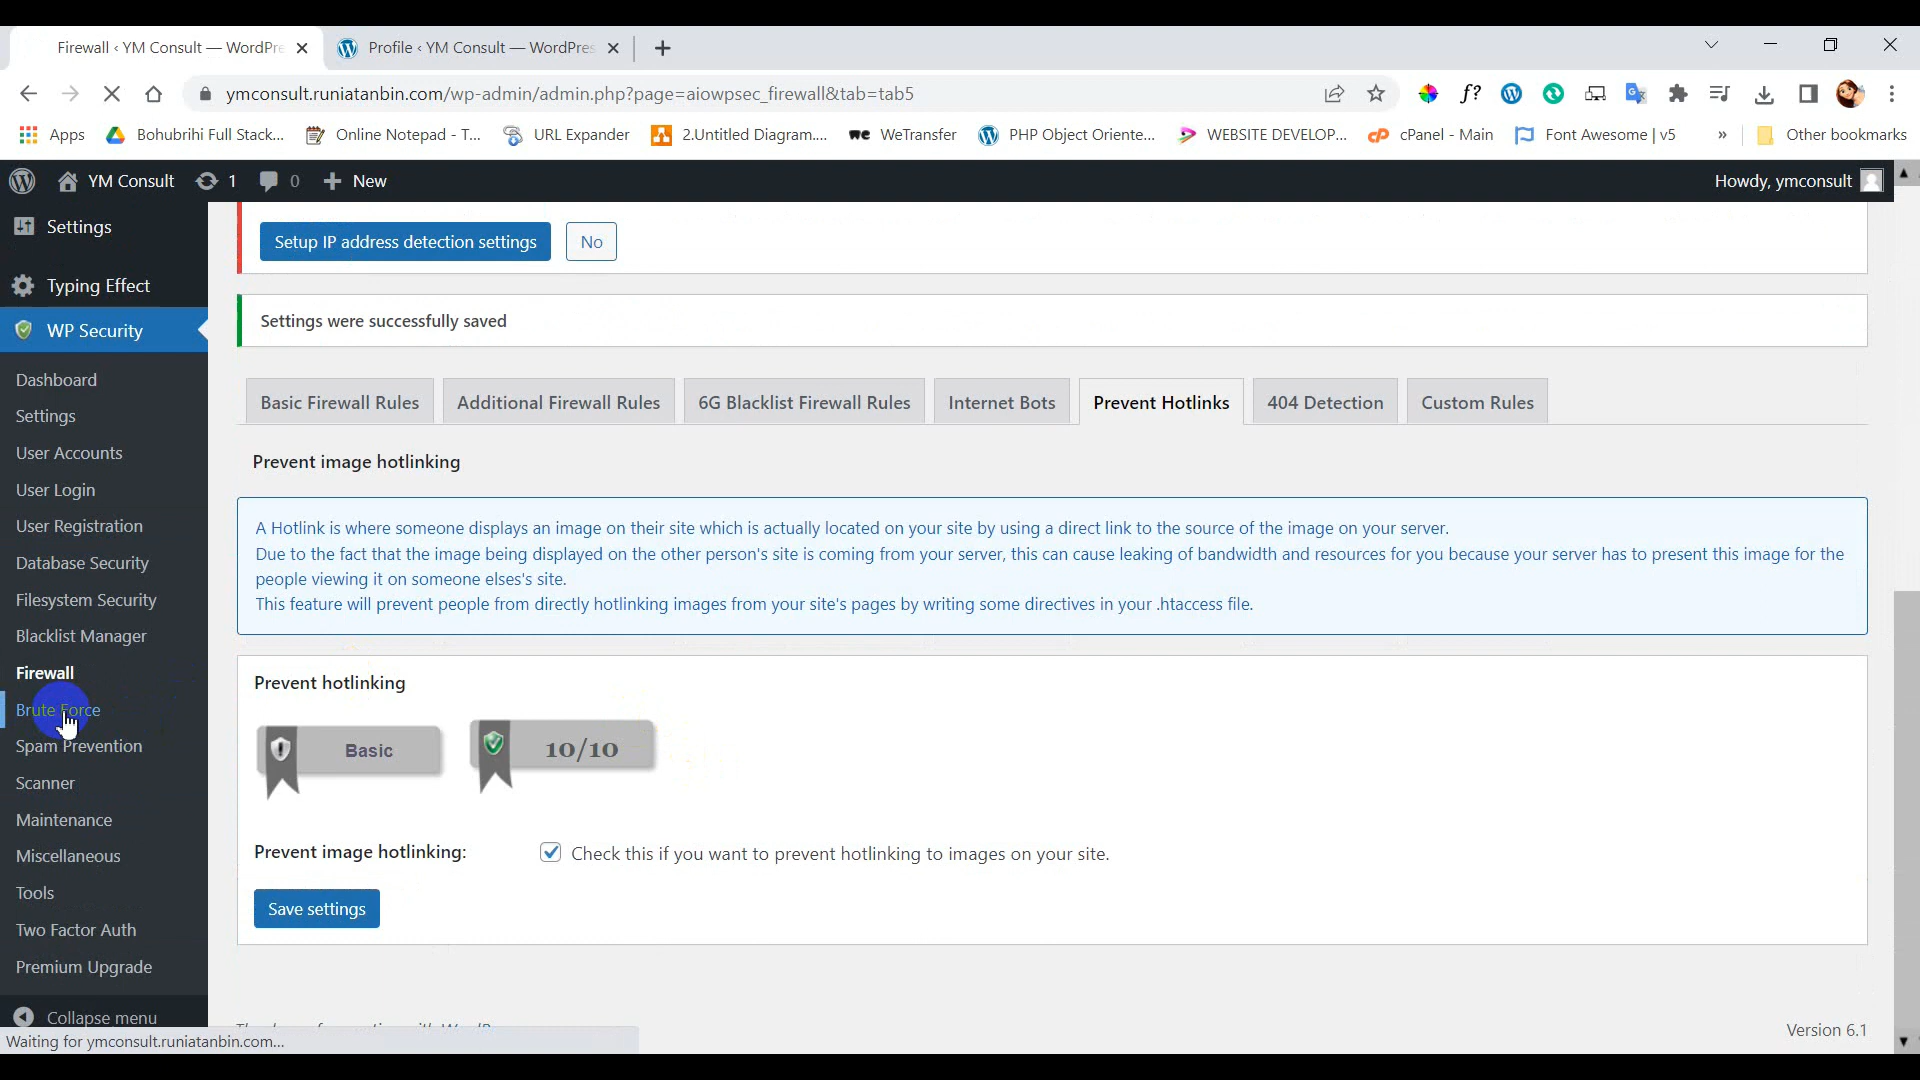 Firewall ‹ YM Consult — WordPre
Profile ‹ YM Consult — WordPres
ymconsult.runiatanbin.com/wp-admin/admin.php?page=aiowpsec_firewall&tab=tab5
f?
Apps
Bohubrihi Full Stack...
Online Notepad - T...
URL Expander
2.Untitled Diagram....
we WeTransfer
PHP Object Oriente...
WEBSITE DEVELOP...
cP cPanel - Main
Font Awesome | v5
»
Other bookmarks
YM Consult
1
0
New
Howdy, ymconsult
Settings
Typing Effect
WP Security
Dashboard
Settings
User Accounts
User Login
User Registration
Database Security
Filesystem Security
Blacklist Manager
Firewall
Brute Force
Spam Prevention
Scanner
Maintenance
Miscellaneous
Tools
Two Factor Auth
Premium Upgrade
Collapse menu
Setup IP address detection settings
No
Settings were successfully saved
Basic Firewall Rules
Additional Firewall Rules
6G Blacklist Firewall Rules
Internet Bots
Prevent Hotlinks
404 Detection
Custom Rules
Prevent image hotlinking
A Hotlink is where someone displays an image on their site which is actually located on your site by using a direct link to the source of the image on your server.
Due to the fact that the image being displayed on the other person's site is coming from your server, this can cause leaking of bandwidth and resources for you because your server has to present this image for the
people viewing it on someone elses's site.
This feature will prevent people from directly hotlinking images from your site's pages by writing some directives in your .htaccess file.
Prevent hotlinking
Basic
10/10
Prevent image hotlinking:
Check this if you want to prevent hotlinking to images on your site.
Save settings
Version 6.1
Waiting for ymconsult.runiatanbin.com...